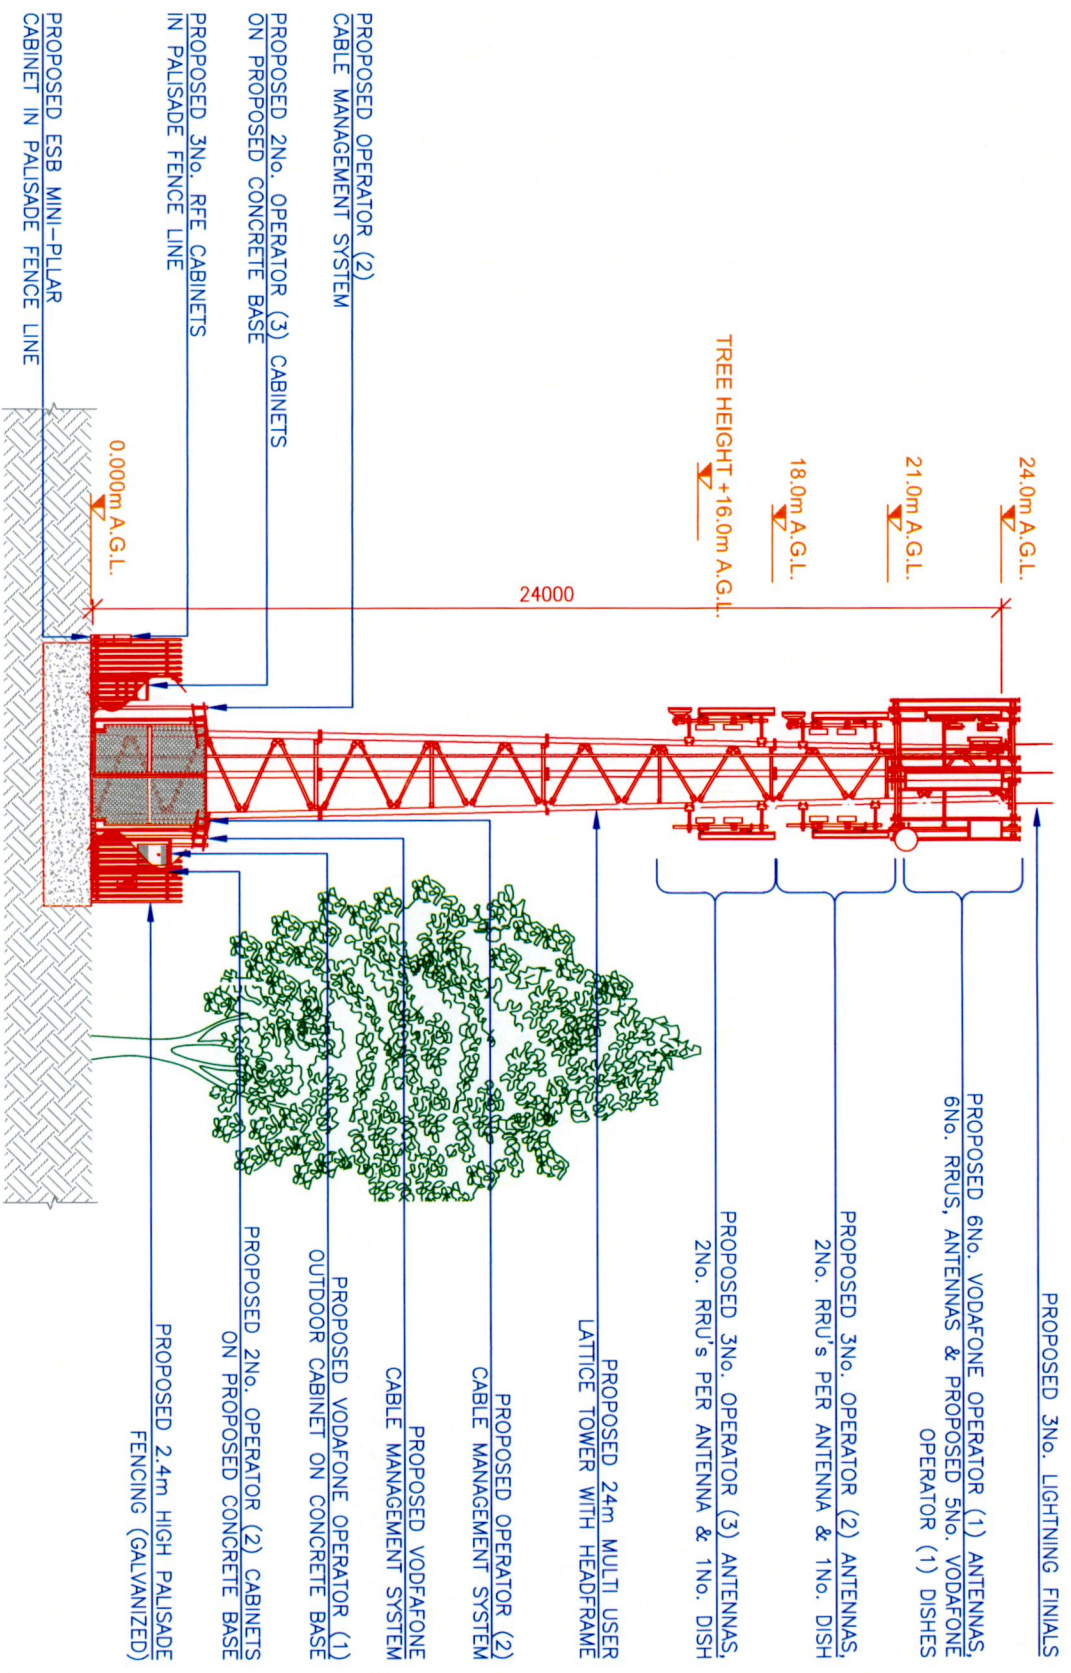 PROPOSED 3No. LIGHTNING FINIALS
PROPOSED 6No. VODAFONE OPERATOR (1) ANTENNAS,
6No. RRUS, ANTENNAS & PROPOSED 5No. VODAFONE
OPERATOR (1) DISHES
PROPOSED 3No. OPERATOR (2) ANTENNAS,
2No. RRU's PER ANTENNA & 1No. DISH
PROPOSED 3No. OPERATOR (3) ANTENNAS,
2No. RRU's PER ANTENNA & 1No. DISH
PROPOSED 24m MULTI USER
LATTICE TOWER WITH HEADFRAME
PROPOSED OPERATOR (2)
CABLE MANAGEMENT SYSTEM
PROPOSED VODFAFONE
CABLE MANAGEMENT SYSTEM
PROPOSED VODAFONE OPERATOR (1)
OUTDOOR CABINET ON CONCRETE BASE
PROPOSED 2No. OPERATOR (2) CABINETS
ON PROPOSED CONCRETE BASE
PROPOSED 2.4m HIGH PALISADE
FENCING (GALVANIZED)
24.0m A.G.L.
21.0m A.G.L.
18.0m A.G.L.
TREE HEIGHT +16.0m A.G.L.
24000
0.000m A.G.L.
PROPOSED OPERATOR (2)
CABLE MANAGEMENT SYSTEM
PROPOSED 2No. OPERATOR (3) CABINETS
ON PROPOSED CONCRETE BASE
PROPOSED 3No. RFE CABINETS
IN PALISADE FENCE LINE
PROPOSED ESB MINI-PLLAR
CABINET IN PALISADE FENCE LINE